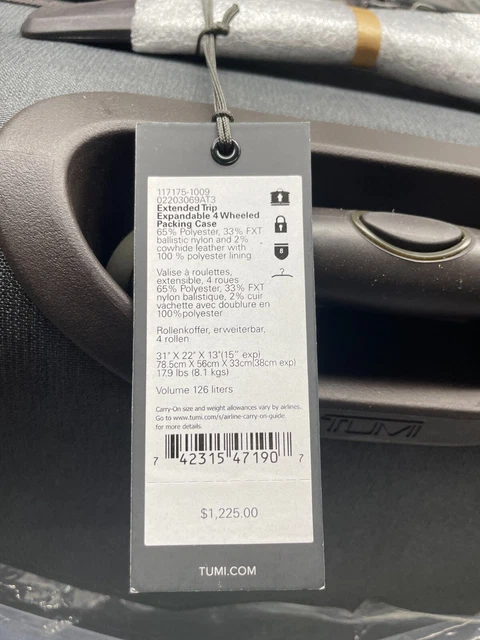 117175-1009
02203069AT3
Extended Trip
Expandable 4 Wheeled
Packing Case
65% Polyester, 33% FXT
ballistic nylon and 2%
cowhide leather with
100 % polyester lining
Valise à roulettes,
extensible, 4 roues
65% Polyester, 33% FXT
nylon balistique, 2% cuir
vachette avec doublure en
100%polyester
Rollenkoffer, erweiterbar,
4 rollen
31" X 22" X 13"(15" exp)
78.5cm X 56cm X 33cm(38cm exp)
17.9 lbs (8.1 kgs)
Volume 126 liters
Carry-On size and weight allowances vary by airlines.
Go to www.tumi.com/s/airline-carry-on-guide
for more details.
7 42315 47190 7
$1,225.00
TUMI.COM
TUMI